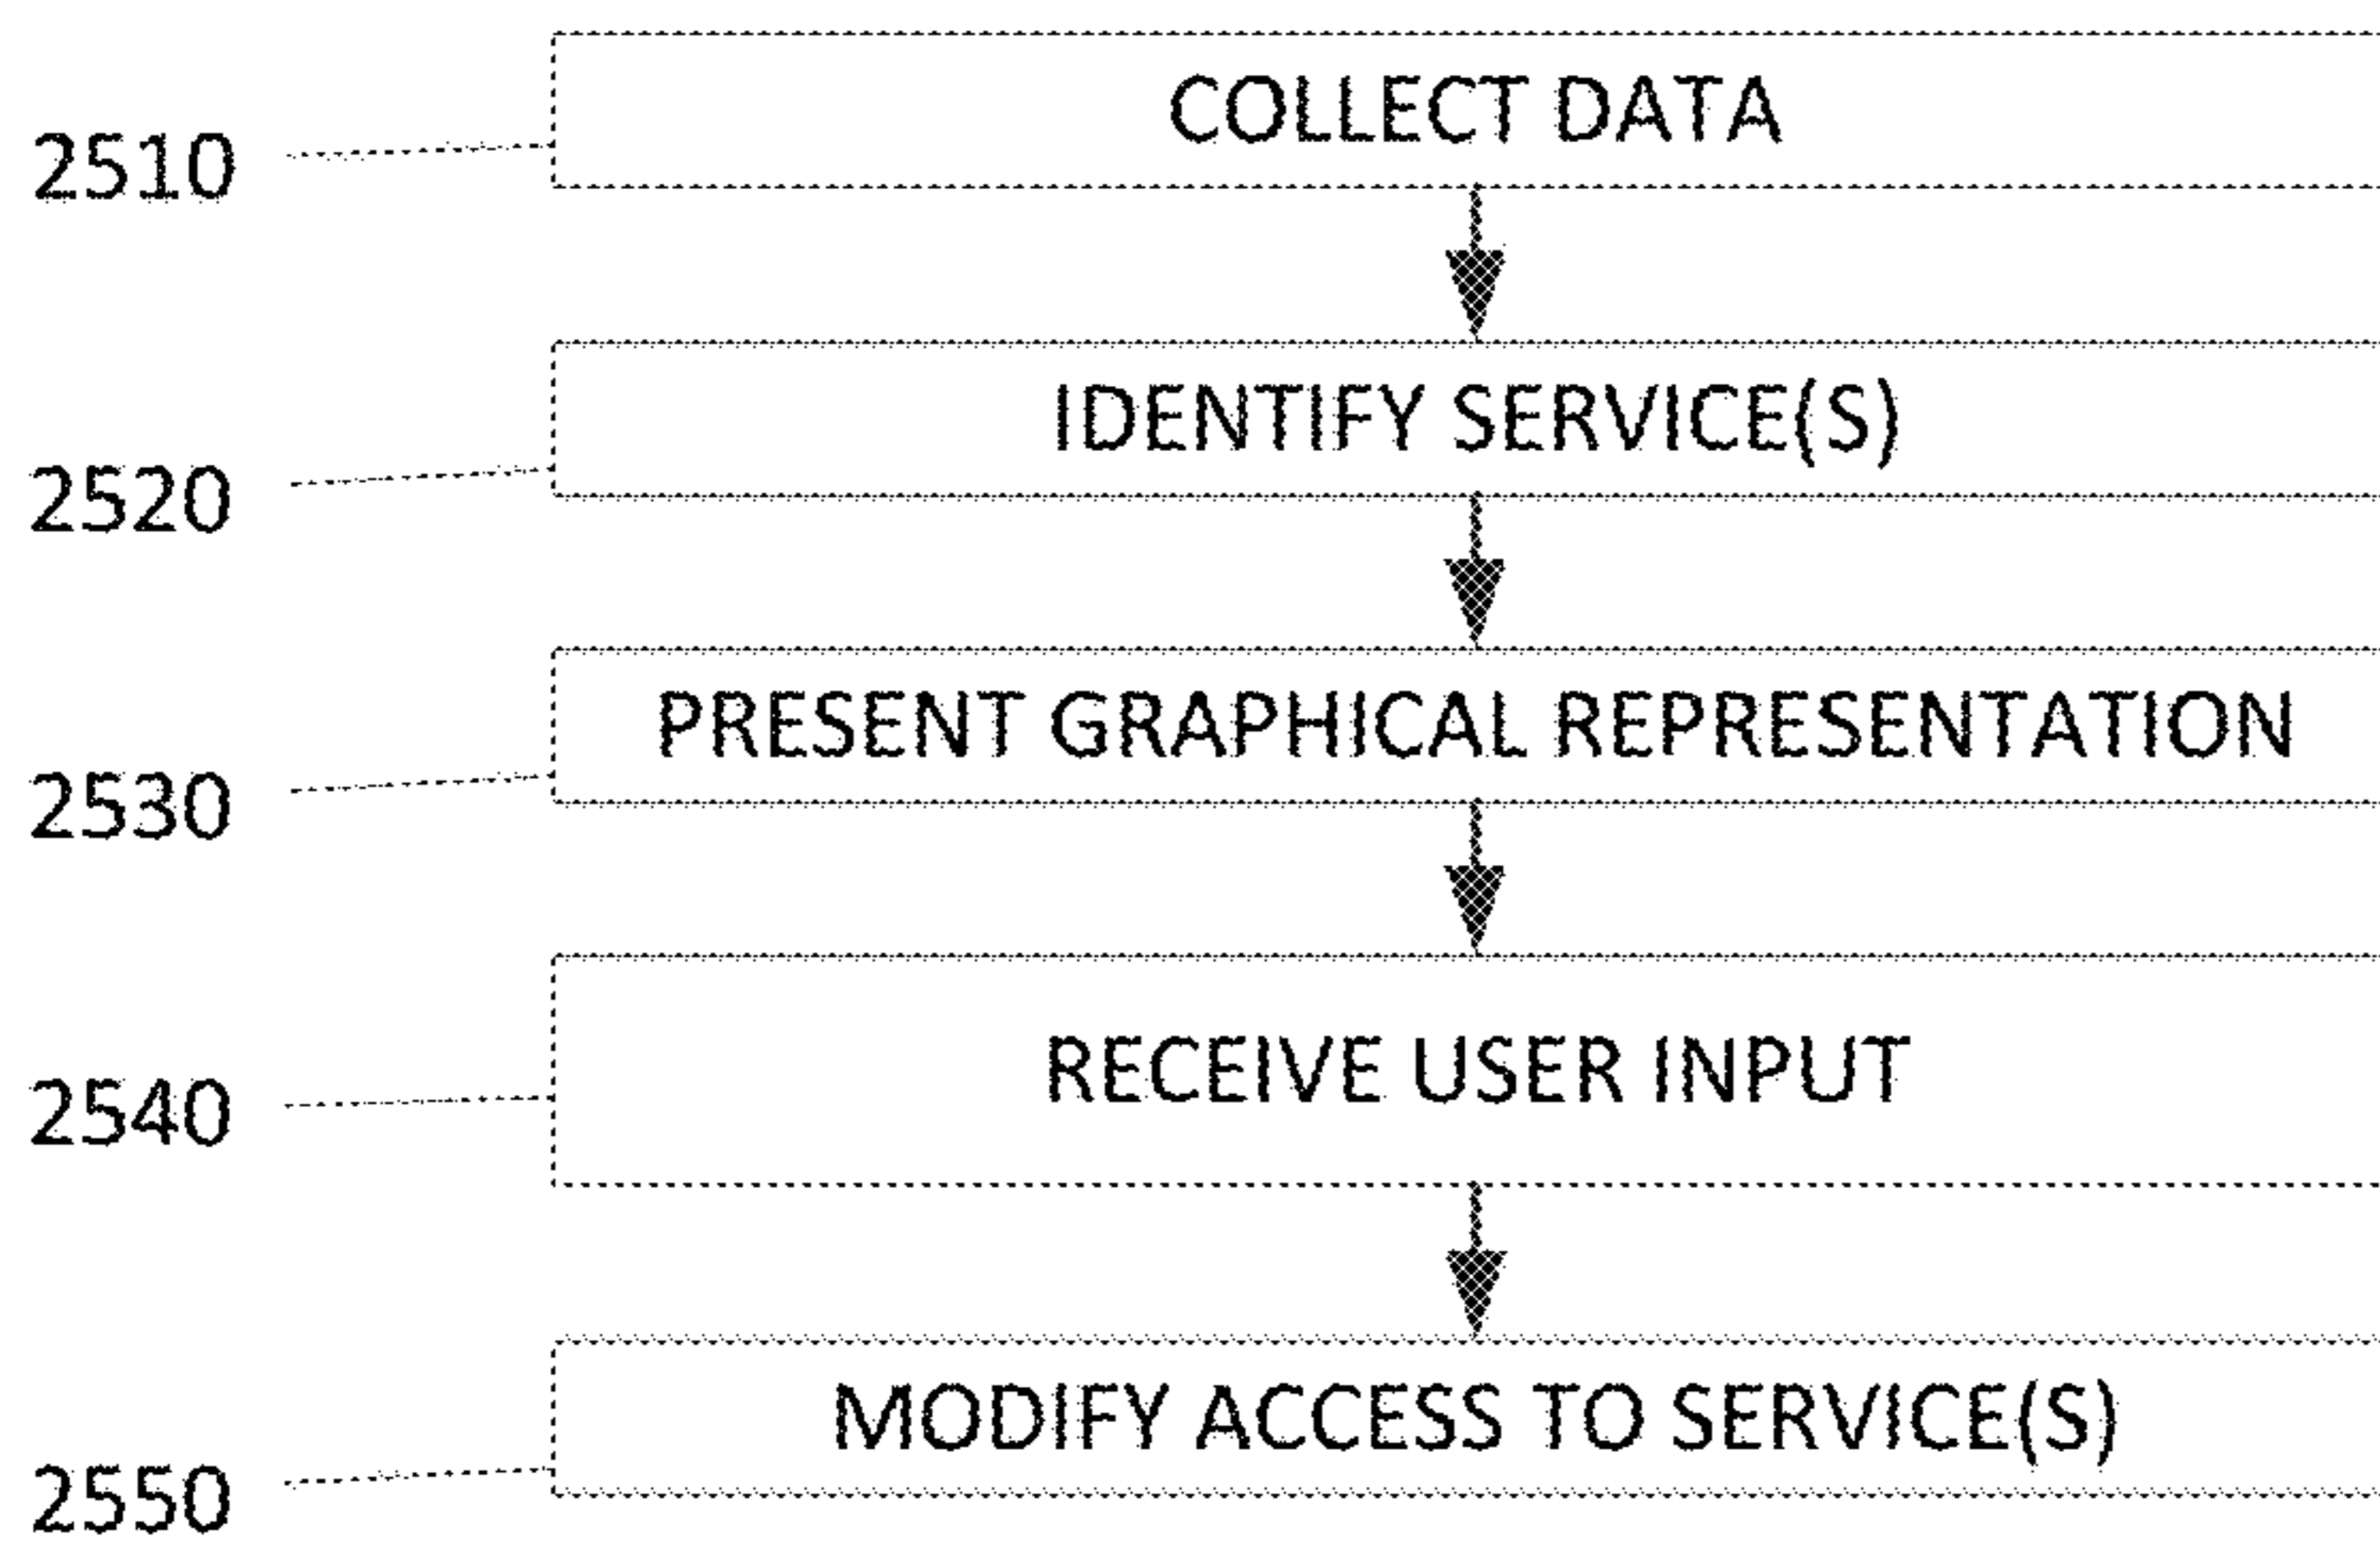 COLLECT DATA
2510
IDENTIFY SERVICE(S)
2520
PRESENT GRAPHICAL REPRESENTATION
2530
RECEIVE USER INPUT
2540
MODIFY ACCESS TO SERVICE(S)
2550